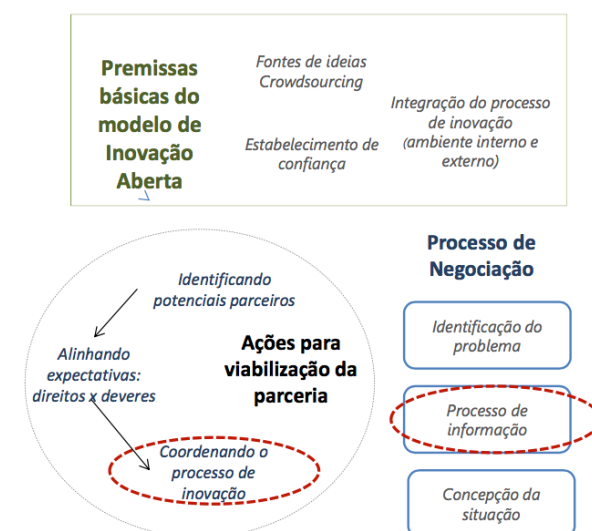 Premissas
básicas do
modelo de
Inovação
Aberta
Fontes de ideias
Crowdsourcing
Estabelecimento de
confiança
Integração do processo
de inovação
(ambiente interno e
externo)
Identificando
potenciais parceiros
Alinhando
expectativas:
direitos x deveres
Coordenando o
processo de
inovação
Ações para
viabilização da
parceria
Processo de
Negociação
Identificação do
problema
Processo de
informação
Concepção da
situação